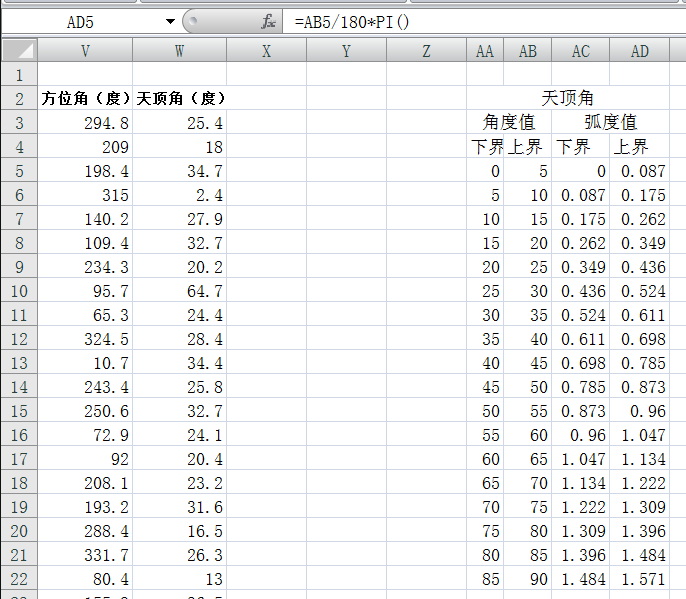 AD5 fx =AB5/180*PI()
V W X Y Z AA AB AC AD
1
2 方位角（度） 天顶角（度） 天顶角
3 294.8 25.4 角度值 弧度值
4 209 18 下界 上界 下界 上界
5 198.4 34.7 0 5 0 0.087
6 315 2.4 5 10 0.087 0.175
7 140.2 27.9 10 15 0.175 0.262
8 109.4 32.7 15 20 0.262 0.349
9 234.3 20.2 20 25 0.349 0.436
10 95.7 64.7 25 30 0.436 0.524
11 65.3 24.4 30 35 0.524 0.611
12 324.5 28.4 35 40 0.611 0.698
13 10.7 34.4 40 45 0.698 0.785
14 243.4 25.8 45 50 0.785 0.873
15 250.6 32.7 50 55 0.873 0.96
16 72.9 24.1 55 60 0.96 1.047
17 92 20.4 60 65 1.047 1.134
18 208.1 23.2 65 70 1.134 1.222
19 193.2 31.6 70 75 1.222 1.309
20 288.4 16.5 75 80 1.309 1.396
21 331.7 26.3 80 85 1.396 1.484
22 80.4 13 85 90 1.484 1.571